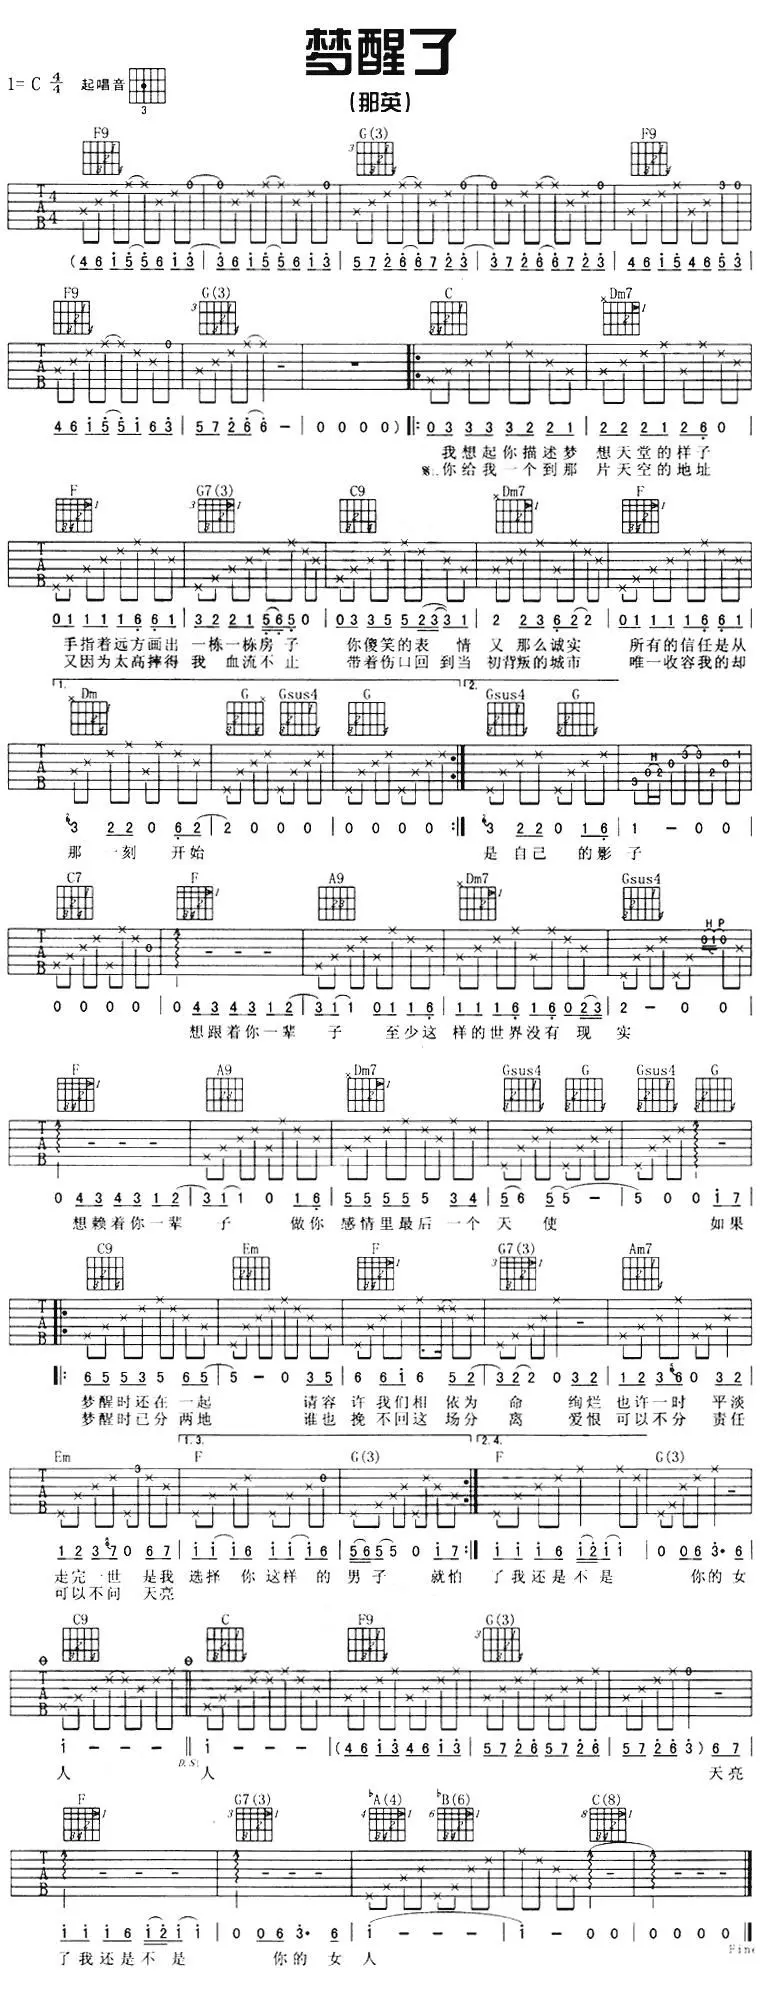 梦醒了
1= C 4/4 起唱音
3
(那英)
F9 G(3) F9
(4 6 i 5 5 6 i 3 | 3 6 i 5 5 6 i 3 | 5 7 2 6 6 7 2 3 | 3 7 2 6 6 7 2 3 | 4 6 i 5 4 6 5 3 |
F9 G(3) C Dm7
4 6 i 5 5 i 6 3 | 5 7 2 6 6 - | 0 0 0 0 ) ‖: 0 3 3 3 3 3 2 1 | 2 2 2 1 2 6 0 |
我想起你描述梦 想天堂的样子
𝄋.你给我一个到那 片天空的地址
F G7(3) C9 Dm7 F
0 1 1 1 1 6 6 1 | 3 2 2 1 5 6 5 0 | 0 3 3 5 5 2 3 3 1 | 2 2 3 6 2 2 | 0 1 1 1 1 6 6 1 |
手指着远方画出 一栋一栋房子 你傻笑的表 情 又 那么诚实 所有的信任是从
又因为太高摔得 我 血流不止 带着伤口回 到当 初背叛的城市 唯一收容我的却
1. Dm G Gsus4 G 2. Gsus4 G
3 2 2 0 6 2 | 2 0 0 0 | 0 0 0 0 :‖ 3 2 2 0 1 6 | 1 - 0 0 |
那 一刻 开始 是 自己 的影 子
C7 F A9 Dm7 Gsus4
0 0 0 0 | 0 4 3 4 3 1 2 | 3 1 1 0 1 1 6 | 1 1 1 6 1 6 0 2 3 | 2 - 0 0 |
想跟着你一辈 子 至少这 样的世界没有 现 实
F A9 Dm7 Gsus4 G Gsus4 G
0 4 3 4 3 1 2 | 3 1 1 0 1 6 | 5 5 5 5 5 3 4 | 5 6 5 5 - | 5 0 0 i 7 |
想赖着你一辈 子 做你 感情里最后 一个 天 使 如果
C9 Em F G7(3) Am7
‖: 6 5 5 3 5 6 5 | 5 - 0 3 5 | 6 6 i 6 5 2 | 3 2 2 0 3 2 | 1 2 3 6 0 3 2 |
梦醒时还在一起 请容 许我们相 依为 命 绚烂 也许一时 平淡
梦醒时已分两地 谁也 挽不回这 场分 离 爱恨 可以不分 责任
Em 1.3. F G(3) 2.4. F G(3)
1 2 3 7 0 6 7 | i i i 6 i i i 6 | 5 6 5 5 0 i 7 :‖ i i i 6 i 2 i i | 0 0 6 3· 6 |
走完一世 是我 选择 你 这样 的 男子 就怕 了我还是不是 你的女
可以不问 天亮
C9 C F9 G(3)
i - - - ‖ i - - - | (4 6 i 3 4 6 i 3 | 5 7 2 6 5 7 2 6 | 5 7 2 6 5 3 ) 6 7 |
D.S.
人 人 天亮
F G7(3) ♭A(4) ♭B(6) C(8)
i i i 6 i 2 i i | 0 0 6 3· 6 | i - - - | i - 0 0 | 0 0 0 0 ‖
Fine
了我还是不是 你的女 人